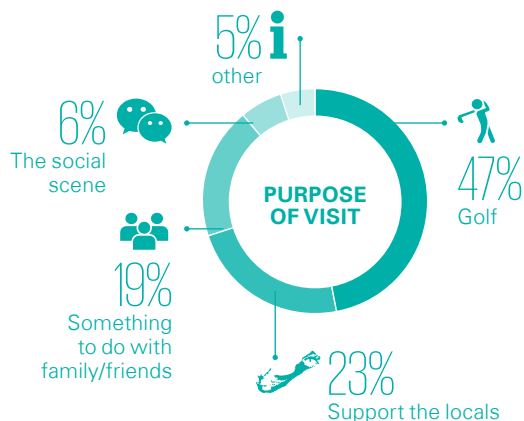 5%
other
6%
The social
scene
PURPOSE
OF VISIT
47%
Golf
19%
Something
to do with
family/friends
23%
Support the locals